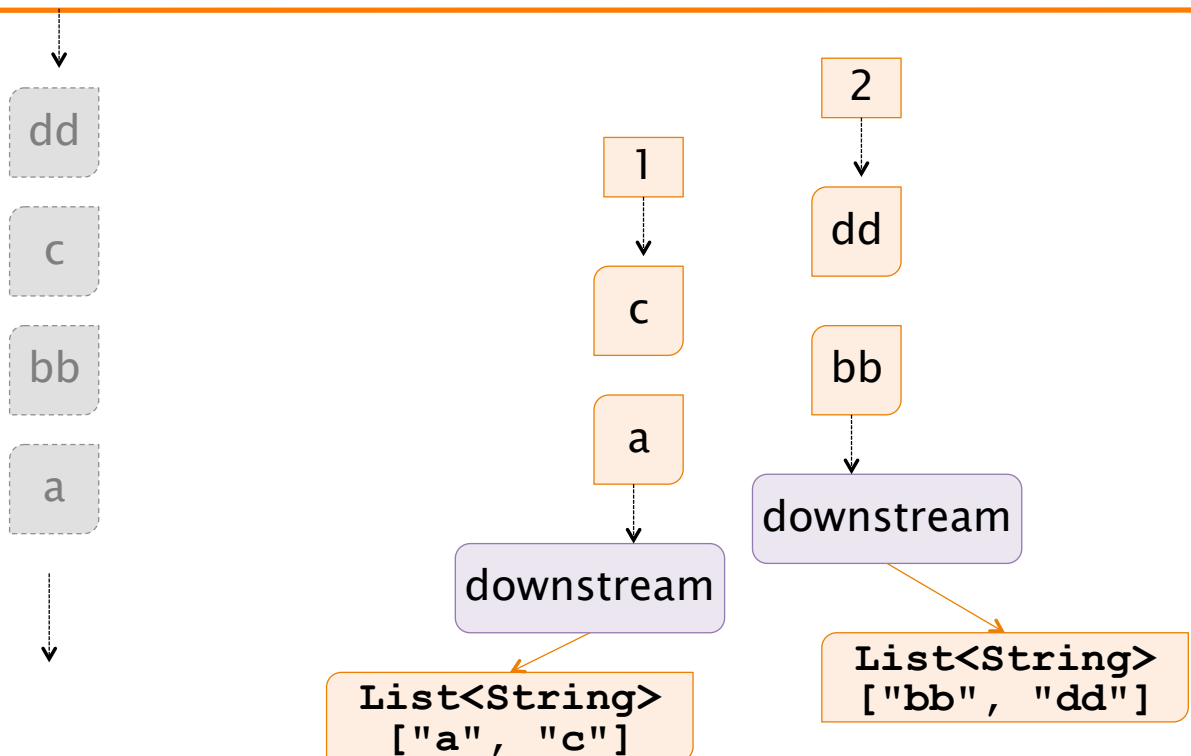 dd
c
bb
a
1
c
a
downstream
List<String>
["a", "c"]
2
dd
bb
downstream
List<String>
["bb", "dd"]